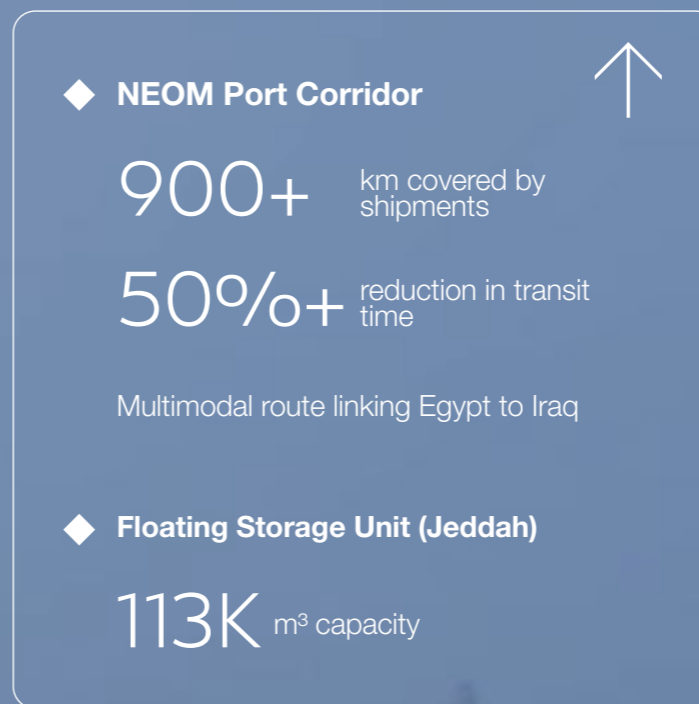 NEOM Port Corridor
900+ km covered by
shipments
50%+ reduction in transit
time
Multimodal route linking Egypt to Iraq
Floating Storage Unit (Jeddah)
113K m³ capacity